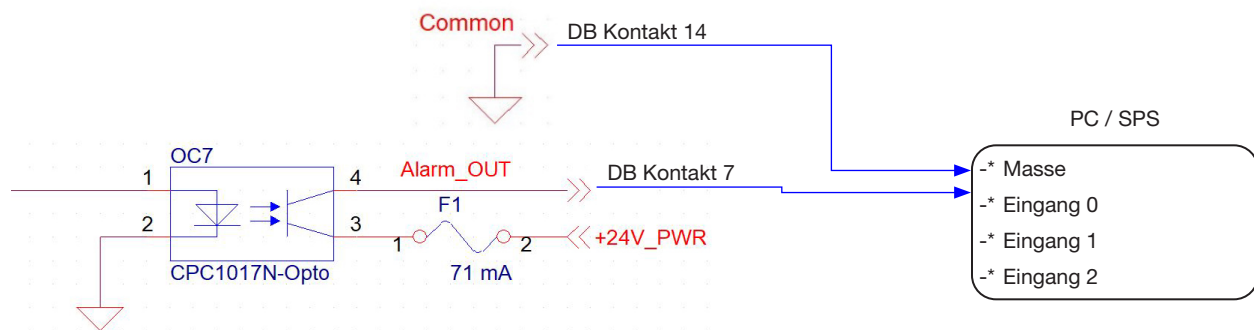 Common
DB Kontakt 14
PC / SPS
OC7
1
4
Alarm_OUT
DB Kontakt 7
-* Masse
F1
-* Eingang 0
2
3
1
2
+24V_PWR
-* Eingang 1
CPC1017N-Opto
71 mA
-* Eingang 2